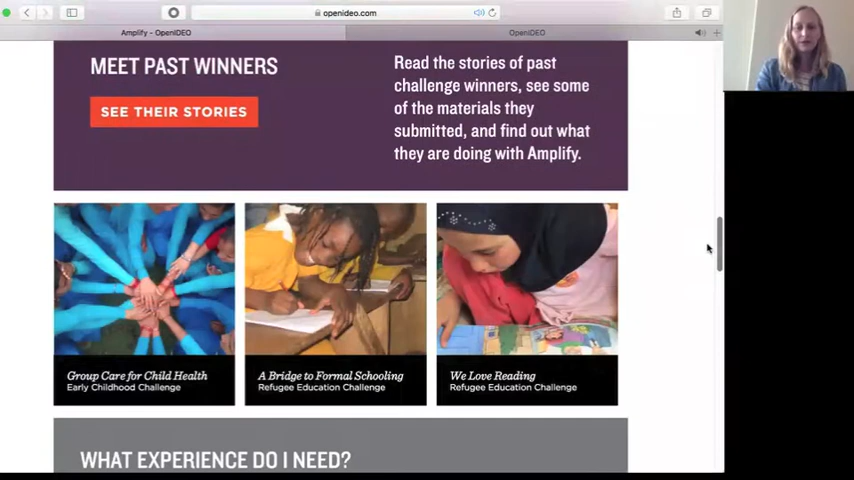 openideo.com
Amplify – OpenIDEO
OpenIDEO
MEET PAST WINNERS
SEE THEIR STORIES
Read the stories of past
challenge winners, see some
of the materials they
submitted, and find out what
they are doing with Amplify.
Group Care for Child Health
Early Childhood Challenge
A Bridge to Formal Schooling
Refugee Education Challenge
We Love Reading
Refugee Education Challenge
WHAT EXPERIENCE DO I NEED?